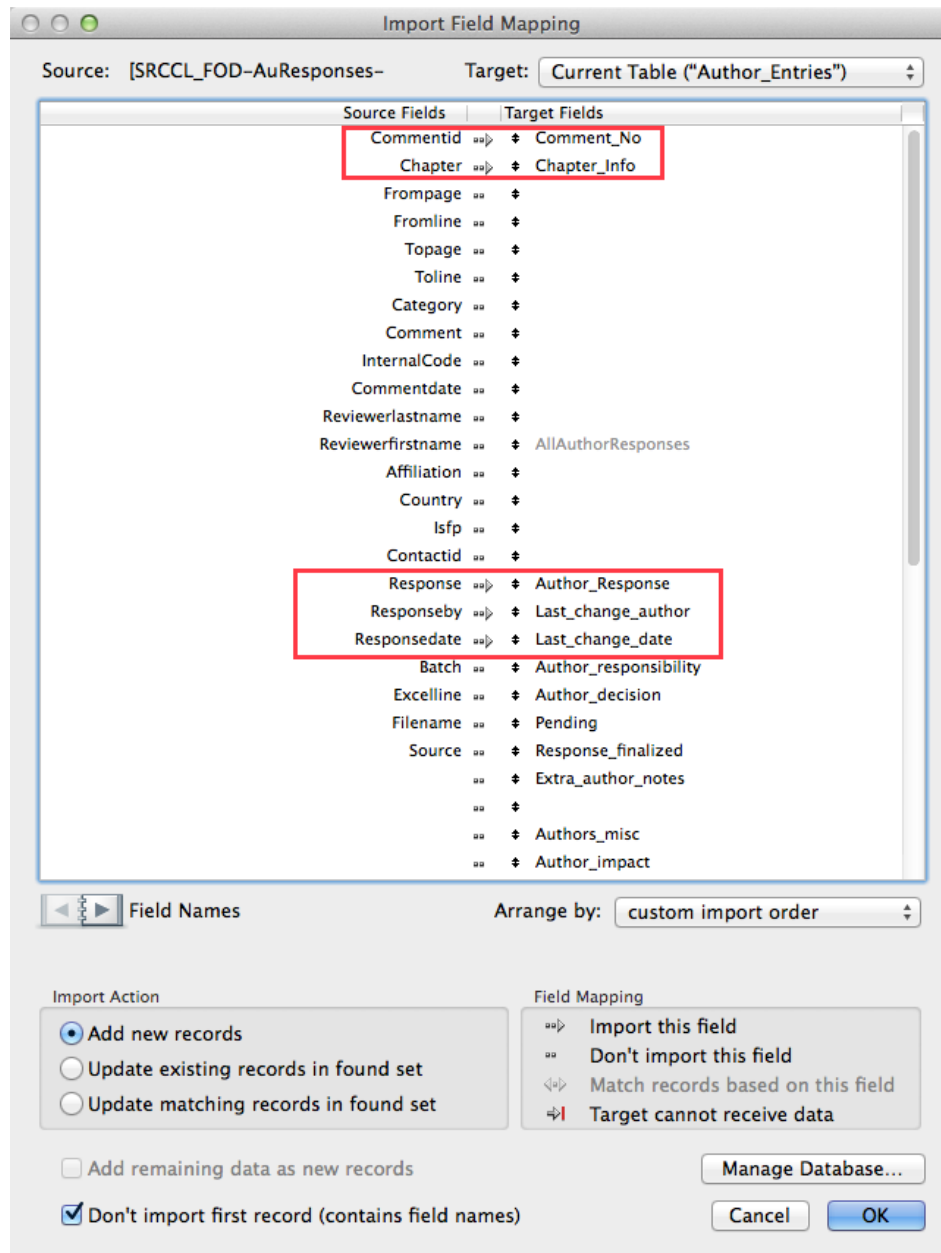 Import Field Mapping
Source: [SRCCL_FOD-AuResponses- Target: Current Table ("Author_Entries")
Source Fields Target Fields
Commentid Comment_No
Chapter Chapter_Info
Frompage
Fromline
Topage
Toline
Category
Comment
InternalCode
Commentdate
Reviewerlastname
Reviewerfirstname AllAuthorResponses
Affiliation
Country
Isfp
Contactid
Response Author_Response
Responseby Last_change_author
Responsedate Last_change_date
Batch Author_responsibility
Excelline Author_decision
Filename Pending
Source Response_finalized
Extra_author_notes
Authors_misc
Author_impact
Field Names Arrange by: custom import order
Import Action
Add new records
Update existing records in found set
Update matching records in found set
Field Mapping
Import this field
Don't import this field
Match records based on this field
Target cannot receive data
Add remaining data as new records Manage Database...
Don't import first record (contains field names) Cancel OK